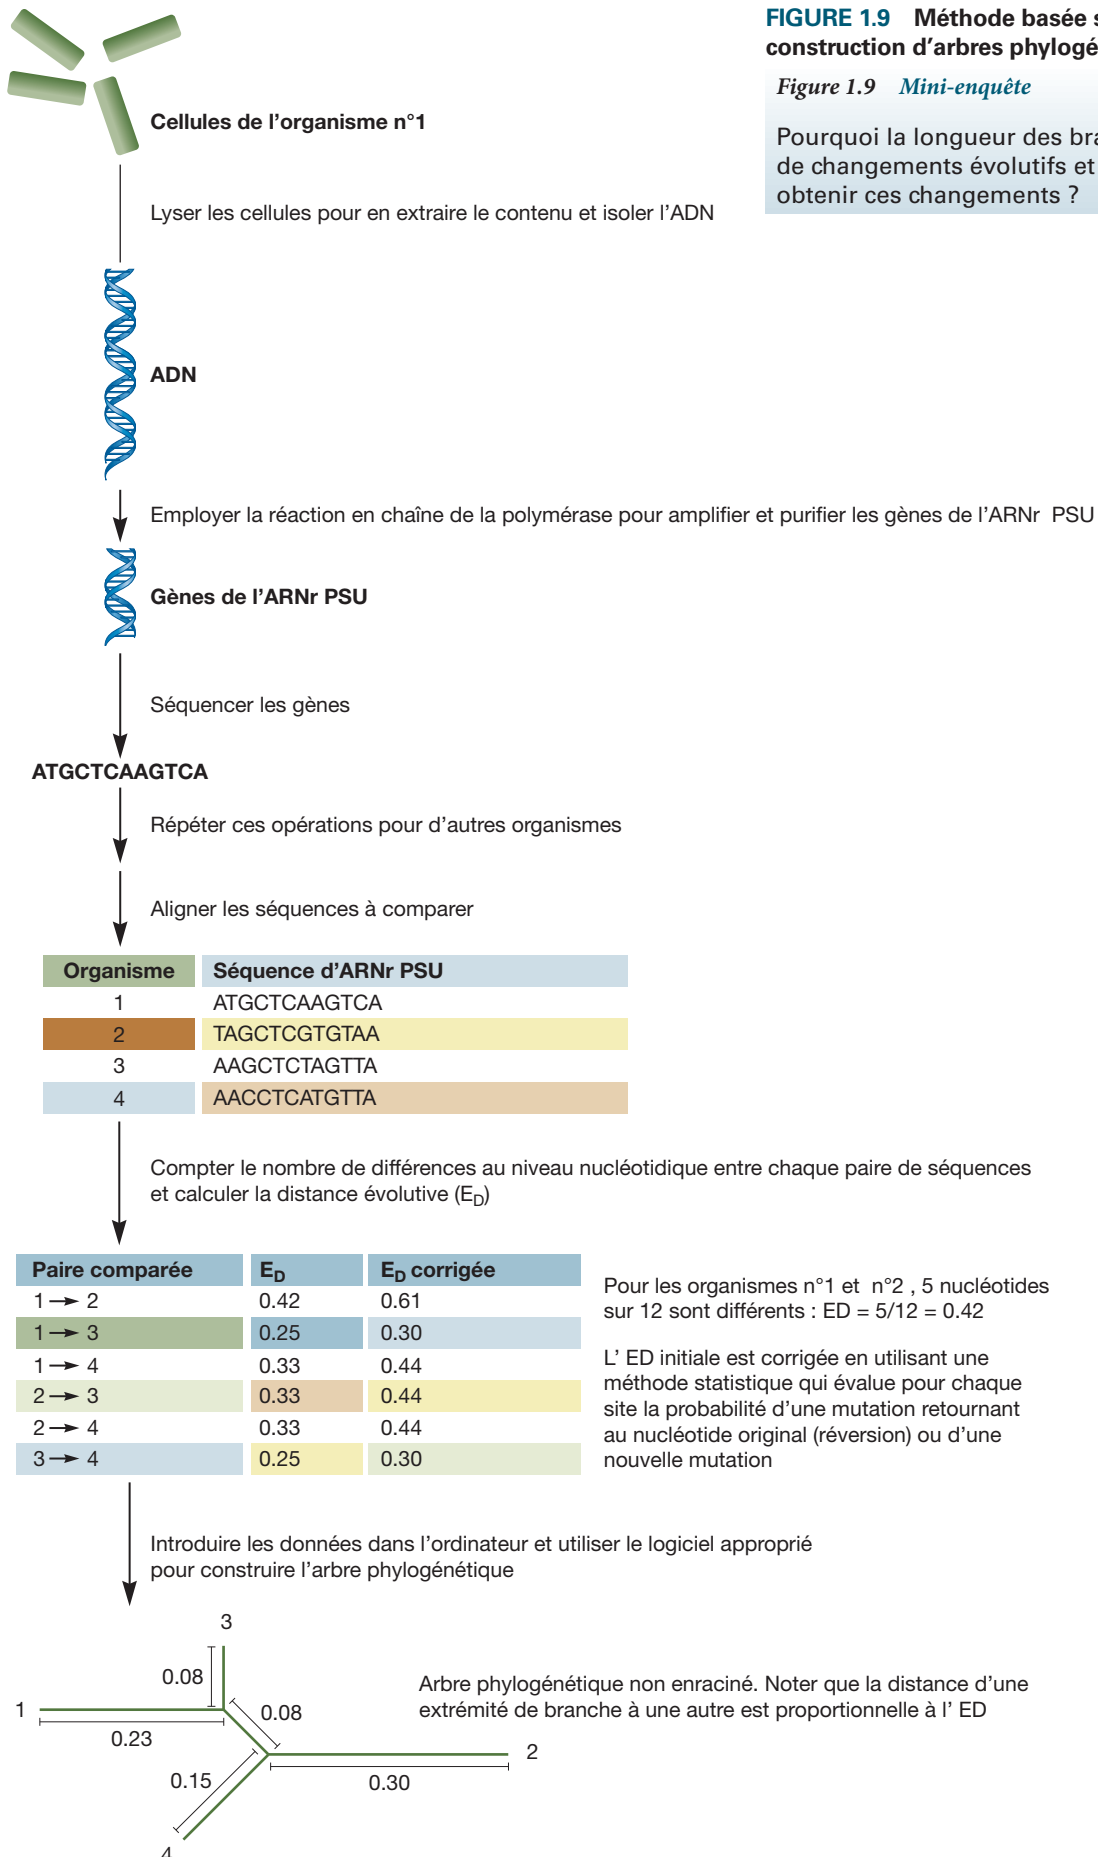 FIGURE 1.9 Méthode basée s
construction d’arbres phylogé
Figure 1.9 Mini-enquête
Pourquoi la longueur des bra
de changements évolutifs et
obtenir ces changements ?
Cellules de l’organisme n°1
Lyser les cellules pour en extraire le contenu et isoler l’ADN
ADN
Employer la réaction en chaîne de la polymérase pour amplifier et purifier les gènes de l’ARNr PSU
Gènes de l’ARNr PSU
Séquencer les gènes
ATGCTCAAGTCA
Répéter ces opérations pour d’autres organismes
Aligner les séquences à comparer
Organisme Séquence d’ARNr PSU
1 ATGCTCAAGTCA
2 TAGCTCGTGTAA
3 AAGCTCTAGTTA
4 AACCTCATGTTA
Compter le nombre de différences au niveau nucléotidique entre chaque paire de séquences
et calculer la distance évolutive (ED)
Paire comparée ED ED corrigée
1 → 2 0.42 0.61
1 → 3 0.25 0.30
1 → 4 0.33 0.44
2 → 3 0.33 0.44
2 → 4 0.33 0.44
3 → 4 0.25 0.30
Pour les organismes n°1 et n°2 , 5 nucléotides
sur 12 sont différents : ED = 5/12 = 0.42
L’ ED initiale est corrigée en utilisant une
méthode statistique qui évalue pour chaque
site la probabilité d’une mutation retournant
au nucléotide original (réversion) ou d’une
nouvelle mutation
Introduire les données dans l’ordinateur et utiliser le logiciel approprié
pour construire l’arbre phylogénétique
3
0.08
1
0.08
0.23
2
0.15
0.30
4
Arbre phylogénétique non enraciné. Noter que la distance d’une
extrémité de branche à une autre est proportionnelle à l’ ED